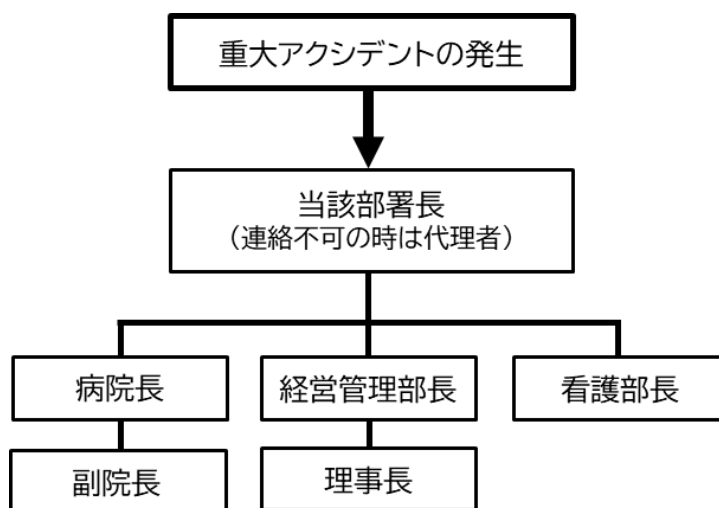 重大アクシデントの発生
当該部署長
（連絡不可の時は代理者）
病院長
経営管理部長
看護部長
副院長
理事長